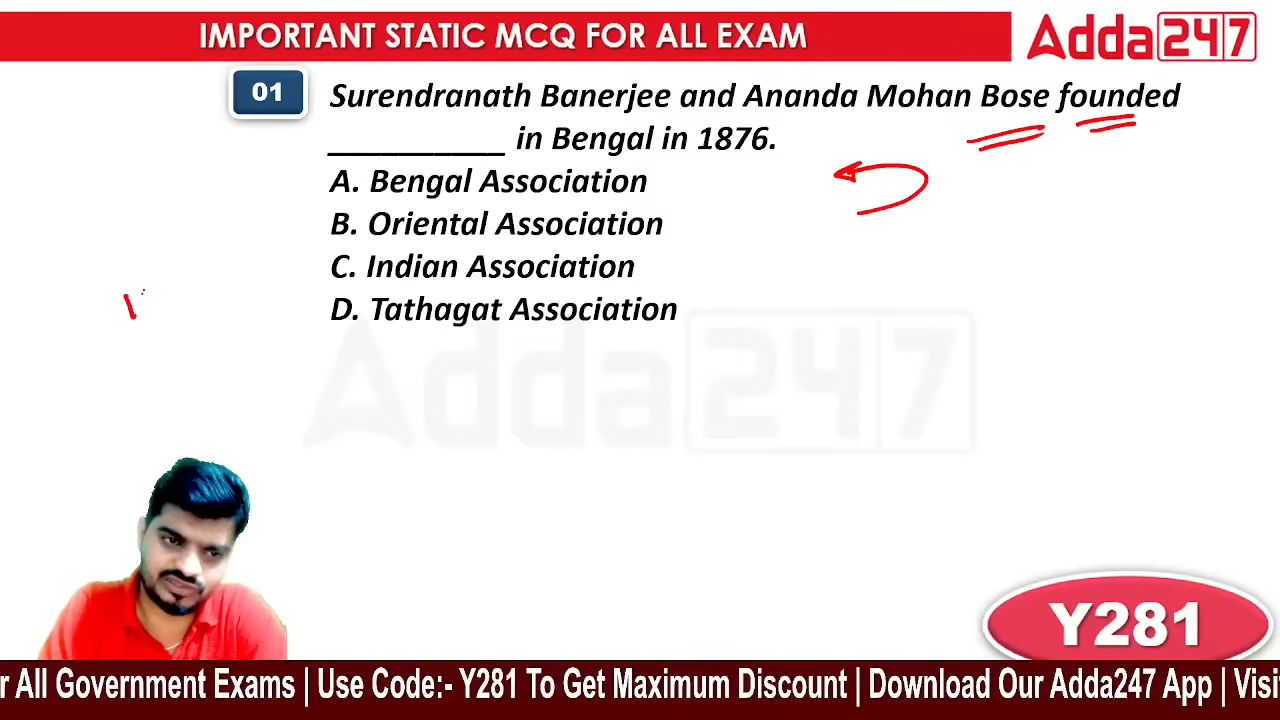 IMPORTANT STATIC MCQ FOR ALL EXAM
Adda247
01
Surendranath Banerjee and Ananda Mohan Bose founded
__________ in Bengal in 1876.
A. Bengal Association
B. Oriental Association
C. Indian Association
D. Tathagat Association
Adda247
Y281
r All Government Exams | Use Code:- Y281 To Get Maximum Discount | Download Our Adda247 App | Visi